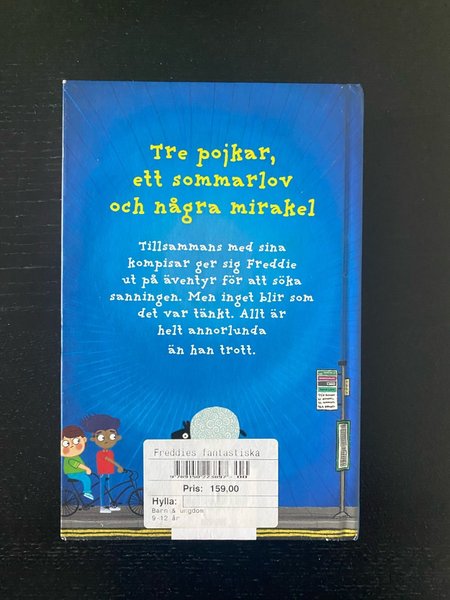 Tre pojkar,
ett sommarlov
och några mirakel
Tillsammans med sina
kompisar ger sig Freddie
ut på äventyr för att söka
sanningen. Men inget blir som
det var tänkt. Allt är
helt annorlunda
än han trott.
Freddies fantastiska
Pris: 159.00
Hylla:
Barn & ungdom
9-12 år